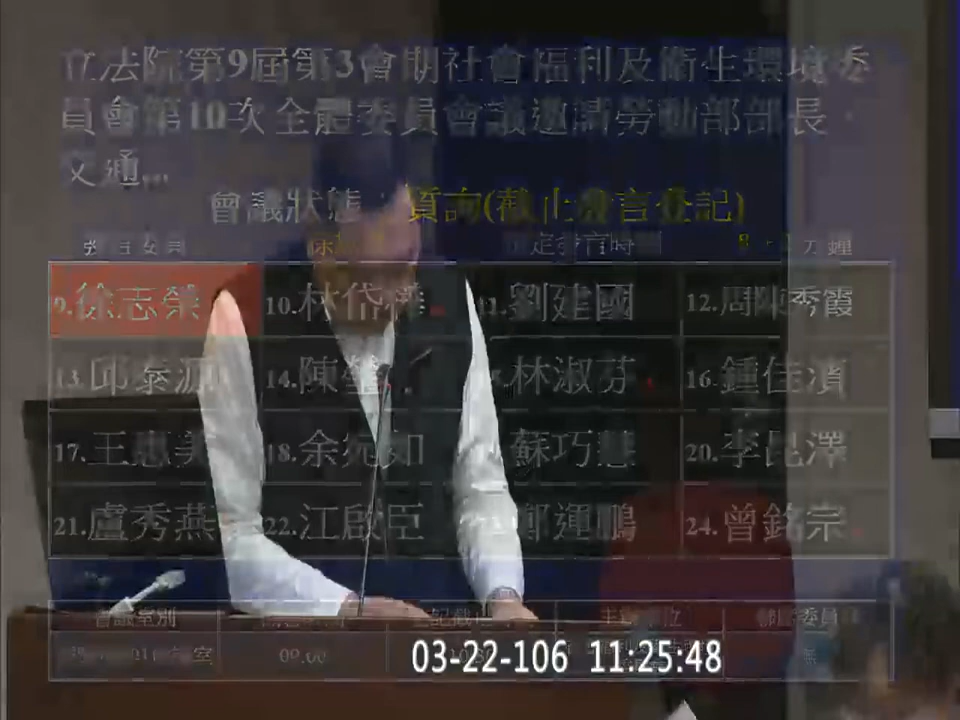 立法院第9屆第3會期社會福利及衛生環境委
員會第10次全體委員會議邀請勞動部部長、
交通...
會議狀態：質詢(截止發言登記)
9.徐志榮 10.林岱樺 11.劉建國 12.周陳秀霞
13.邱泰源 14.陳瑩 林淑芬 16.鍾佳濱
17.王惠美 18.余宛如 蘇巧慧 20.李昆澤
21.盧秀燕 22.江啟臣 鄭運鵬 24.曾銘宗
會議室別
09:00
03-22-106 11:25:48